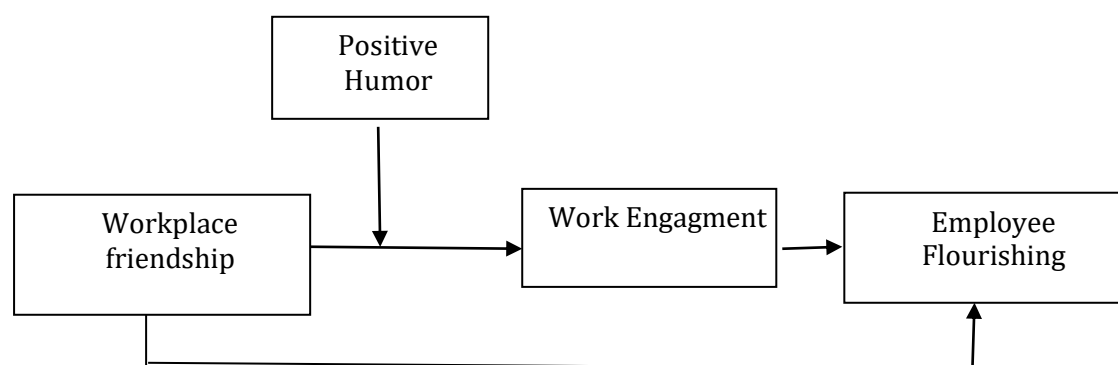 Positive
Humor
Workplace
friendship
Work Engagment
Employee
Flourishing